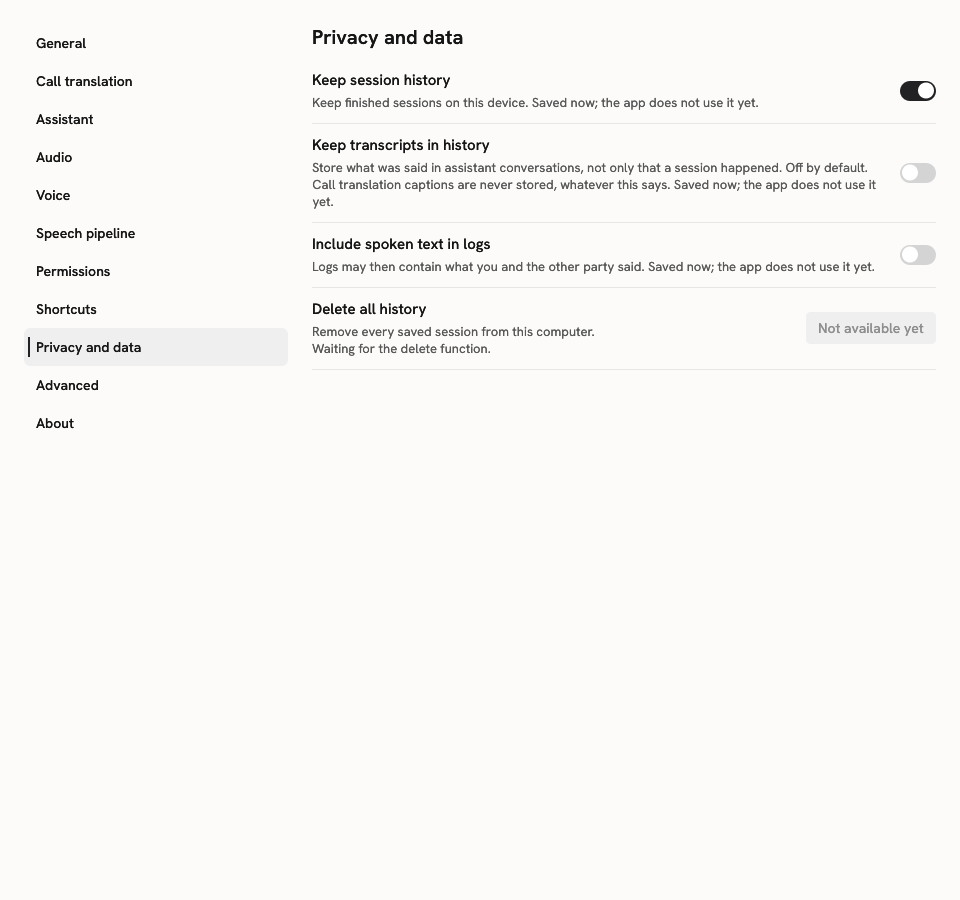 General
Call translation
Assistant
Audio
Voice
Speech pipeline
Permissions
Shortcuts
Privacy and data
Advanced
About
Privacy and data
Keep session history
Keep finished sessions on this device. Saved now; the app does not use it yet.
Keep transcripts in history
Store what was said in assistant conversations, not only that a session happened. Off by default.
Call translation captions are never stored, whatever this says. Saved now; the app does not use it
yet.
Include spoken text in logs
Logs may then contain what you and the other party said. Saved now; the app does not use it yet.
Delete all history
Remove every saved session from this computer.
Waiting for the delete function.
Not available yet